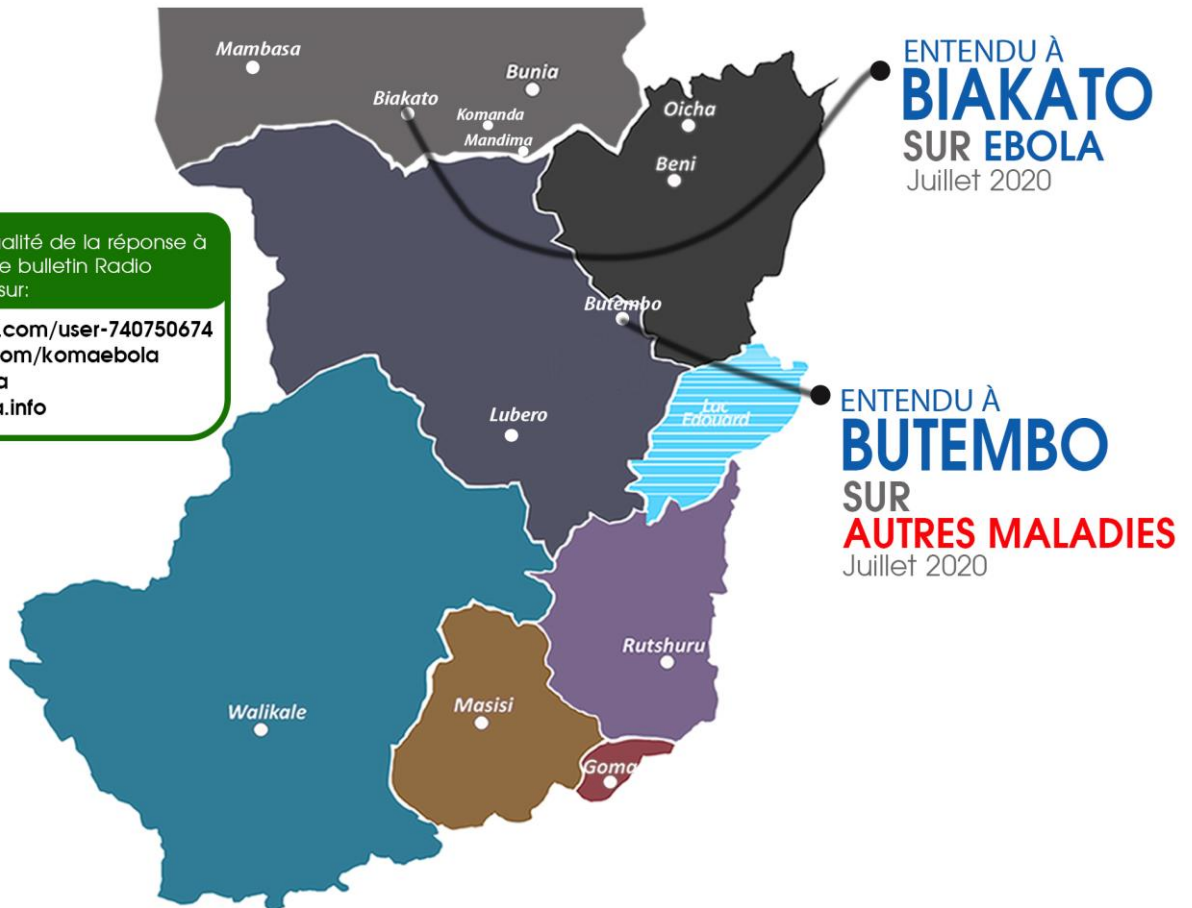 Mambasa
Bunia
Biakato
Komanda
Mandima
Oicha
Beni
Butembo
Lubero
Luc
Edouard
Rutshuru
Masisi
Walikale
Goma
ENTENDU À
BIAKATO
SUR EBOLA
Juillet 2020
ENTENDU À
BUTEMBO
SUR
AUTRES MALADIES
Juillet 2020
alité de la réponse à
e bulletin Radio
sur:
.com/user-740750674
om/komaebola
a
a.info